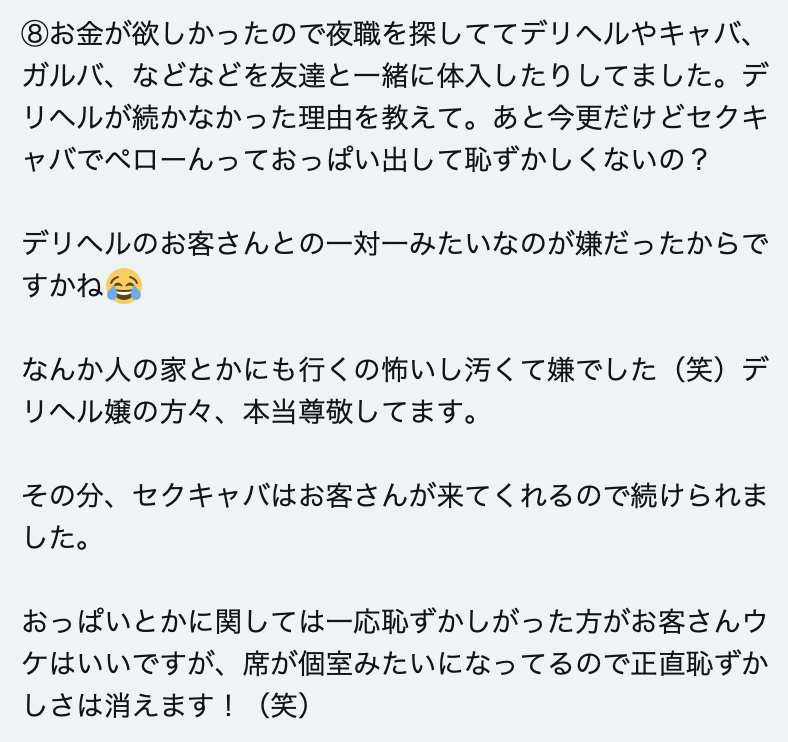 ⑧お金が欲しかったので夜職を探しててデリヘルやキャバ、
ガルバ、などなどを友達と一緒に体入したりしてました。デ
リヘルが続かなかった理由を教えて。あと今更だけどセクキ
ャバでペローんっておっぱい出して恥ずかしくないの？
デリヘルのお客さんとの一対一みたいなのが嫌だったからで
すかね😂
なんか人の家とかにも行くの怖いし汚くて嫌でした（笑）デ
リヘル嬢の方々、本当尊敬してます。
その分、セクキャバはお客さんが来てくれるので続けられま
した。
おっぱいとかに関しては一応恥ずかしがった方がお客さんウ
ケはいいですが、席が個室みたいになってるので正直恥ずか
しさは消えます！（笑）